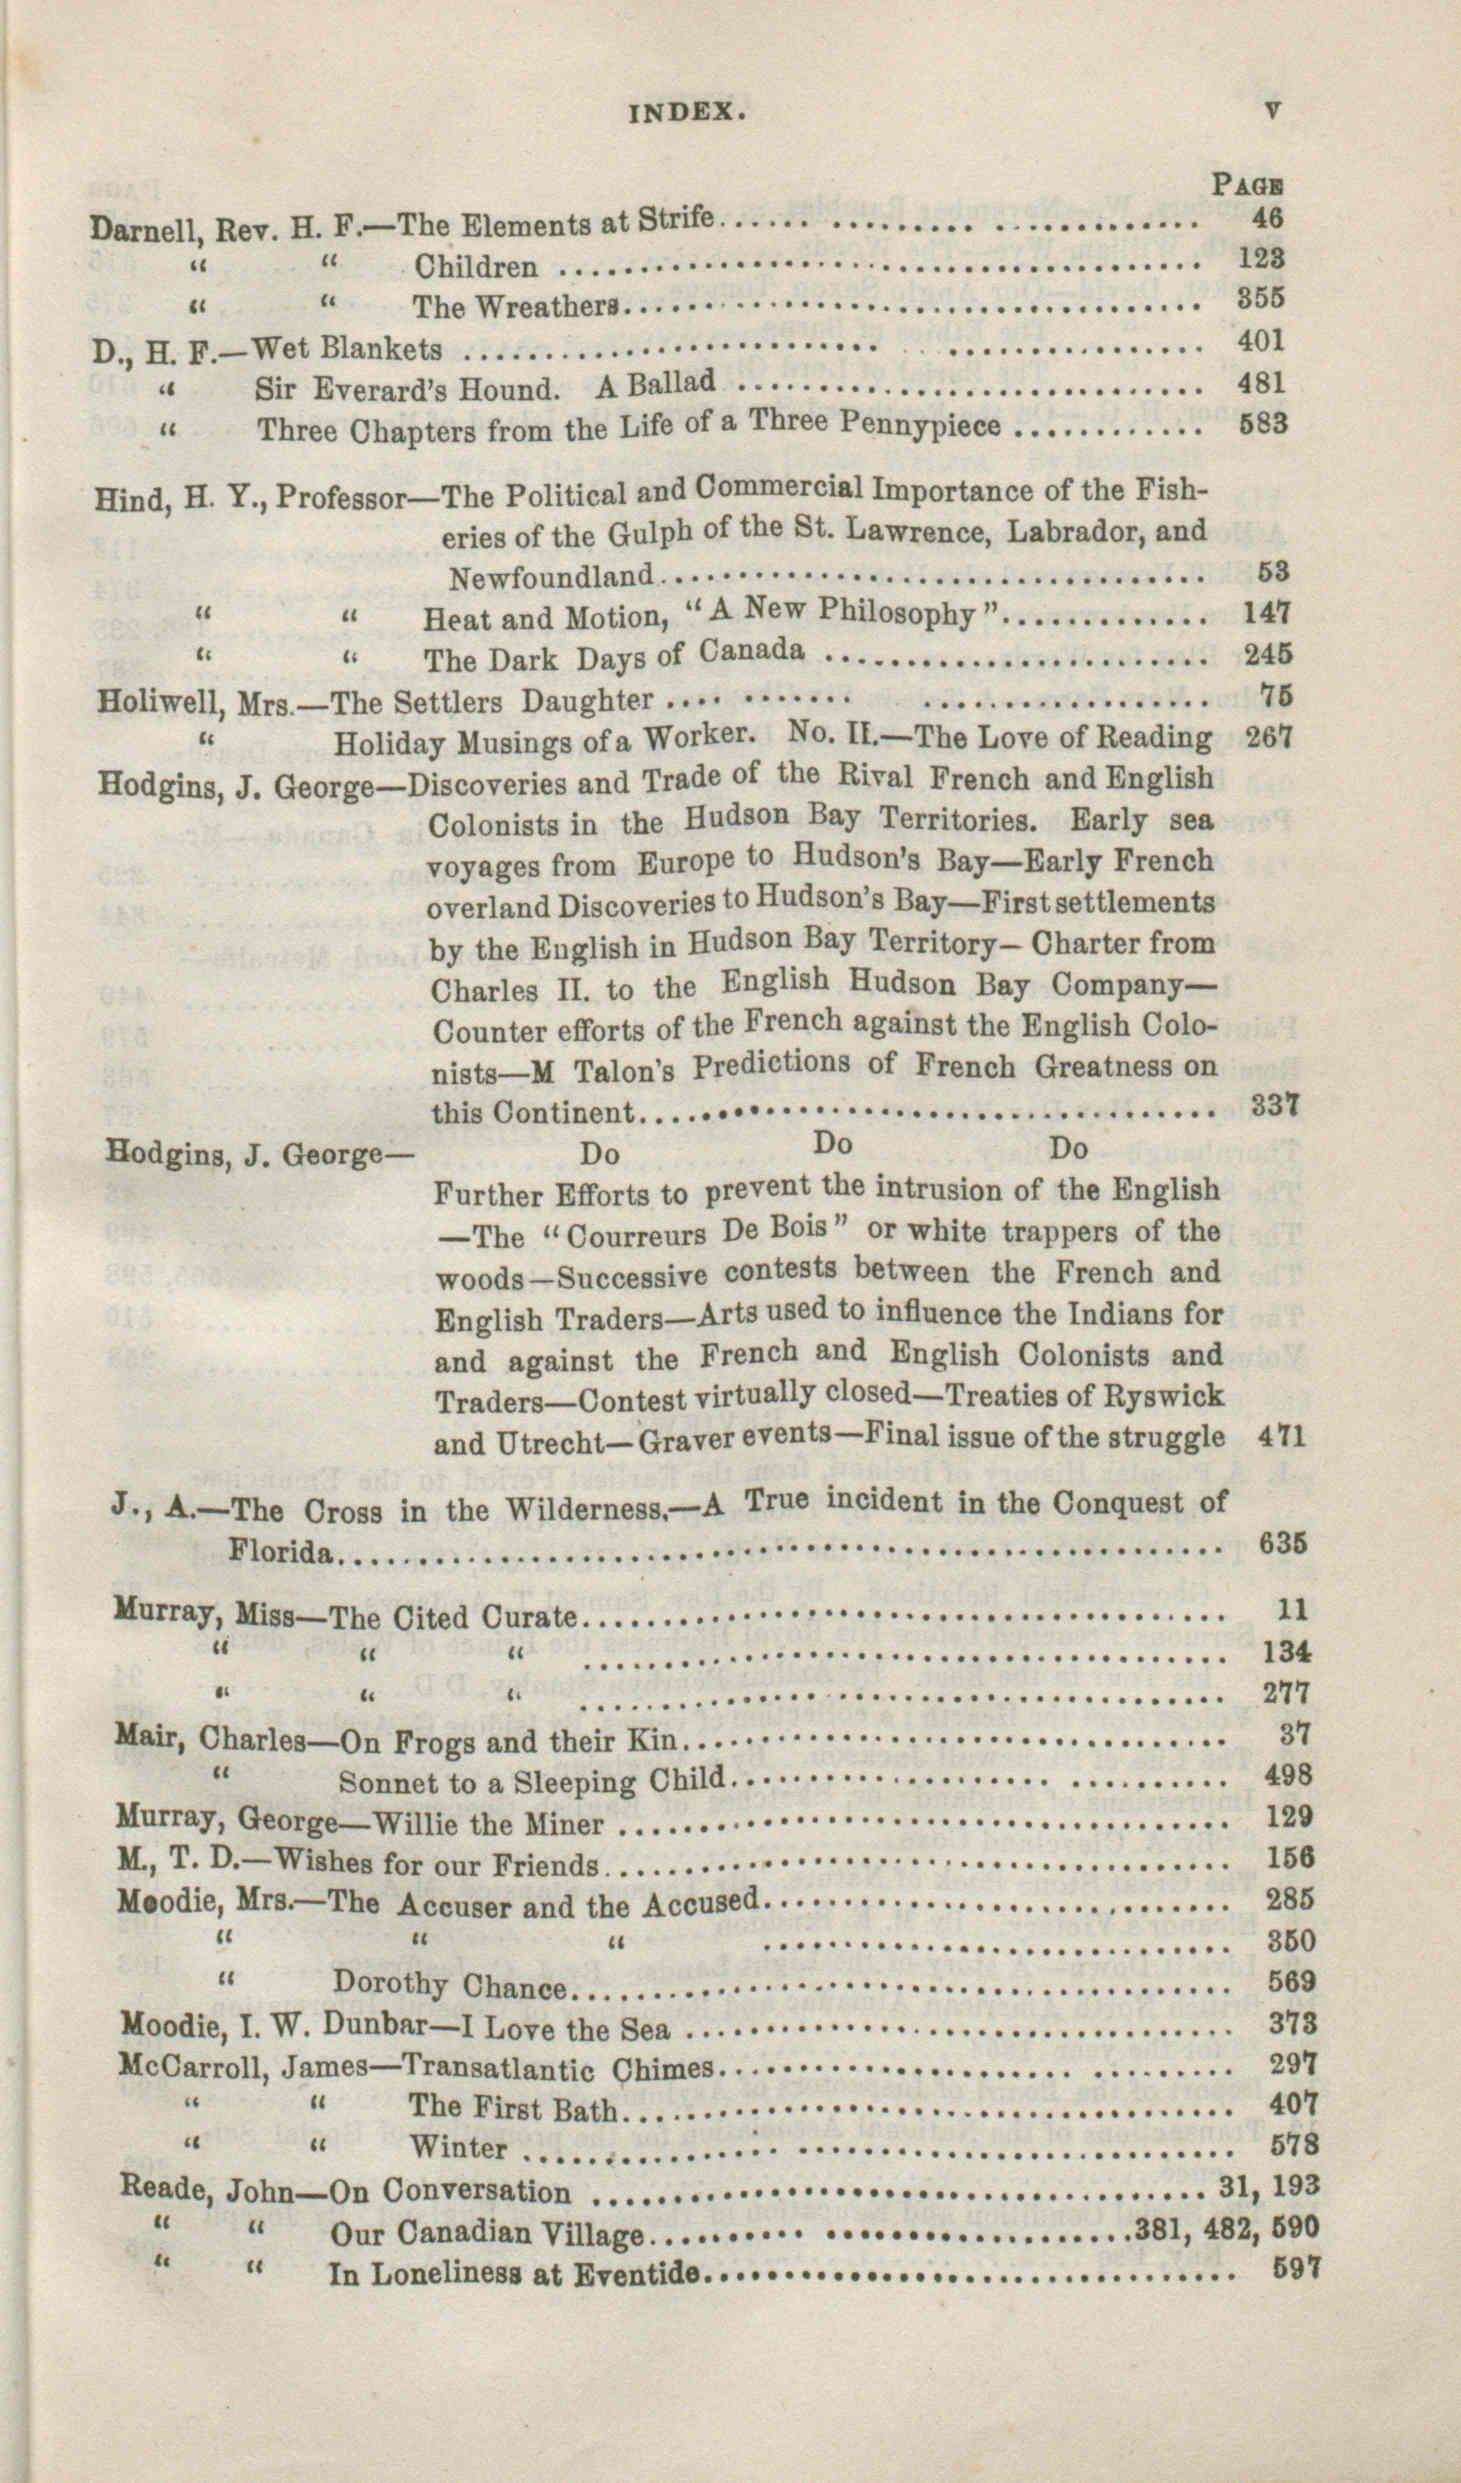 INDEX. v
PAGE
Darnell, Rev. H. F.—The Elements at Strife........................ 46
“ “ Children ........................ 123
“ “ The Wreathers........................ 355
D., H. F.—Wet Blankets ........................ 401
“ Sir Everard's Hound. A Ballad ........................ 481
“ Three Chapters from the Life of a Three Pennypiece ............ 583
Hind, H. Y., Professor—The Political and Commercial Importance of the Fish-
eries of the Gulph of the St. Lawrence, Labrador, and
Newfoundland........................ 53
“ “ Heat and Motion, “A New Philosophy”............. 147
“ “ The Dark Days of Canada ........................ 245
Holiwell, Mrs.—The Settlers Daughter ........................ 75
“ Holiday Musings of a Worker. No. II.—The Love of Reading 267
Hodgins, J. George—Discoveries and Trade of the Rival French and English
Colonists in the Hudson Bay Territories. Early sea
voyages from Europe to Hudson's Bay—Early French
overland Discoveries to Hudson's Bay—First settlements
by the English in Hudson Bay Territory—Charter from
Charles II. to the English Hudson Bay Company—
Counter efforts of the French against the English Colo-
nists—M Talon's Predictions of French Greatness on
this Continent........................ 337
Hodgins, J. George— Do Do Do
Further Efforts to prevent the intrusion of the English
—The “Courreurs De Bois” or white trappers of the
woods—Successive contests between the French and
English Traders—Arts used to influence the Indians for
and against the French and English Colonists and
Traders—Contest virtually closed—Treaties of Ryswick
and Utrecht—Graver events—Final issue of the struggle 471
J., A.—The Cross in the Wilderness,—A True incident in the Conquest of
Florida........................ 635
Murray, Miss—The Cited Curate........................ 11
“ “ “ ........................ 134
“ “ “ ........................ 277
Mair, Charles—On Frogs and their Kin........................ 37
“ Sonnet to a Sleeping Child........................ 498
Murray, George—Willie the Miner ........................ 129
M., T. D.—Wishes for our Friends........................ 156
Moodie, Mrs.—The Accuser and the Accused........................ 285
“ “ “ ........................ 350
“ Dorothy Chance........................ 569
Moodie, I. W. Dunbar—I Love the Sea ........................ 373
McCarroll, James—Transatlantic Chimes........................ 297
“ “ The First Bath........................ 407
“ “ Winter ........................ 578
Reade, John—On Conversation ........................ 31, 193
“ “ Our Canadian Village........................381, 482, 590
“ “ In Loneliness at Eventide........................ 597